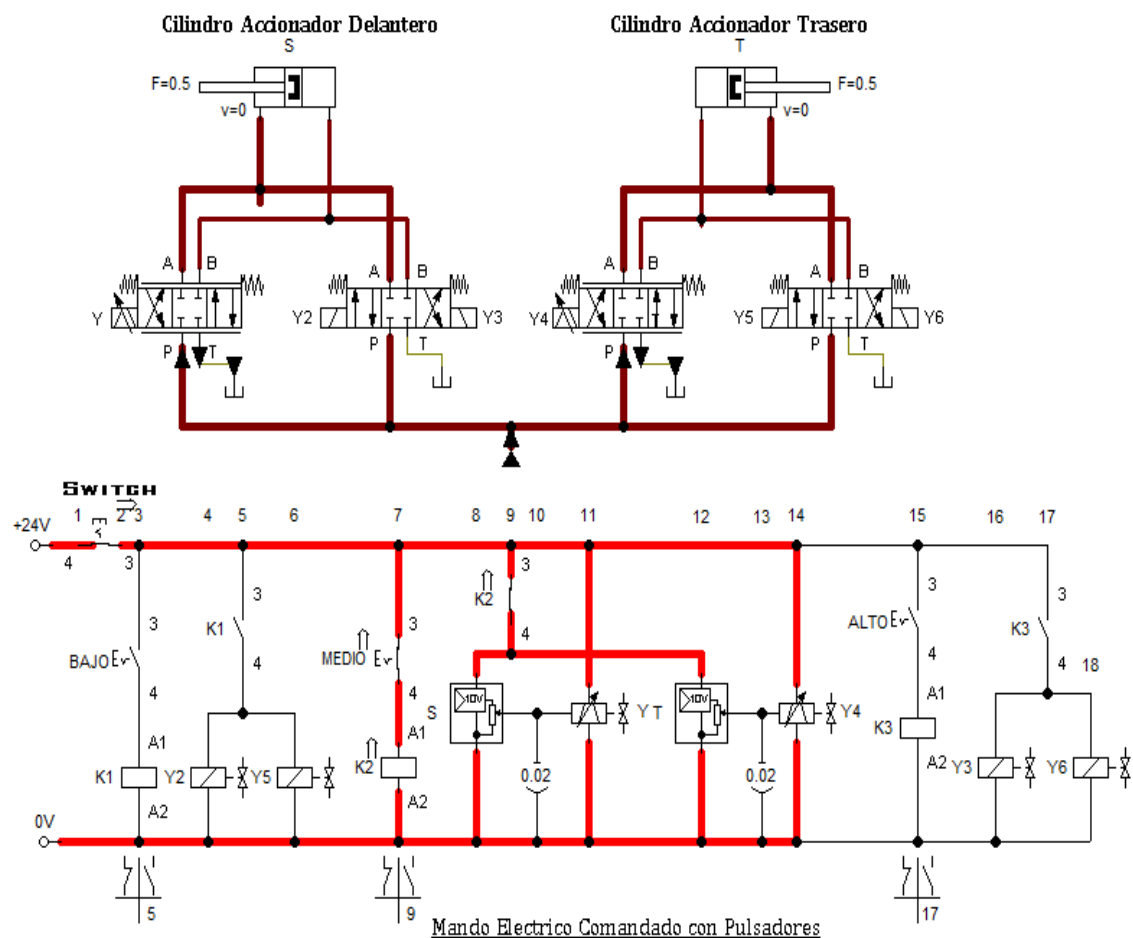 Cilindro Accionador Delantero Cilindro Accionador Trasero
S T
F=0.5 F=0.5
v=0 v=0
A B A B A B A B
Y Y2 Y3 Y4 T Y5 Y6
P T P T P T P T
SWITCH
1 2 3 4 5 6 7 8 9 10 11 12 13 14 15 16 17
+24V
4 3 3 3
3 3 K2 3 3
3 K1 3 4 ALTO K3
BAJO 4 MEDIO 4 4 18
4 4 10V 10V A1
S Y T Y4
A1 A1 K3
K1 Y2 Y5 K2 0.02 0.02 A2 Y3 Y6
A2 A2
0V
5 9 17
Mando Electrico Comandado con Pulsadores